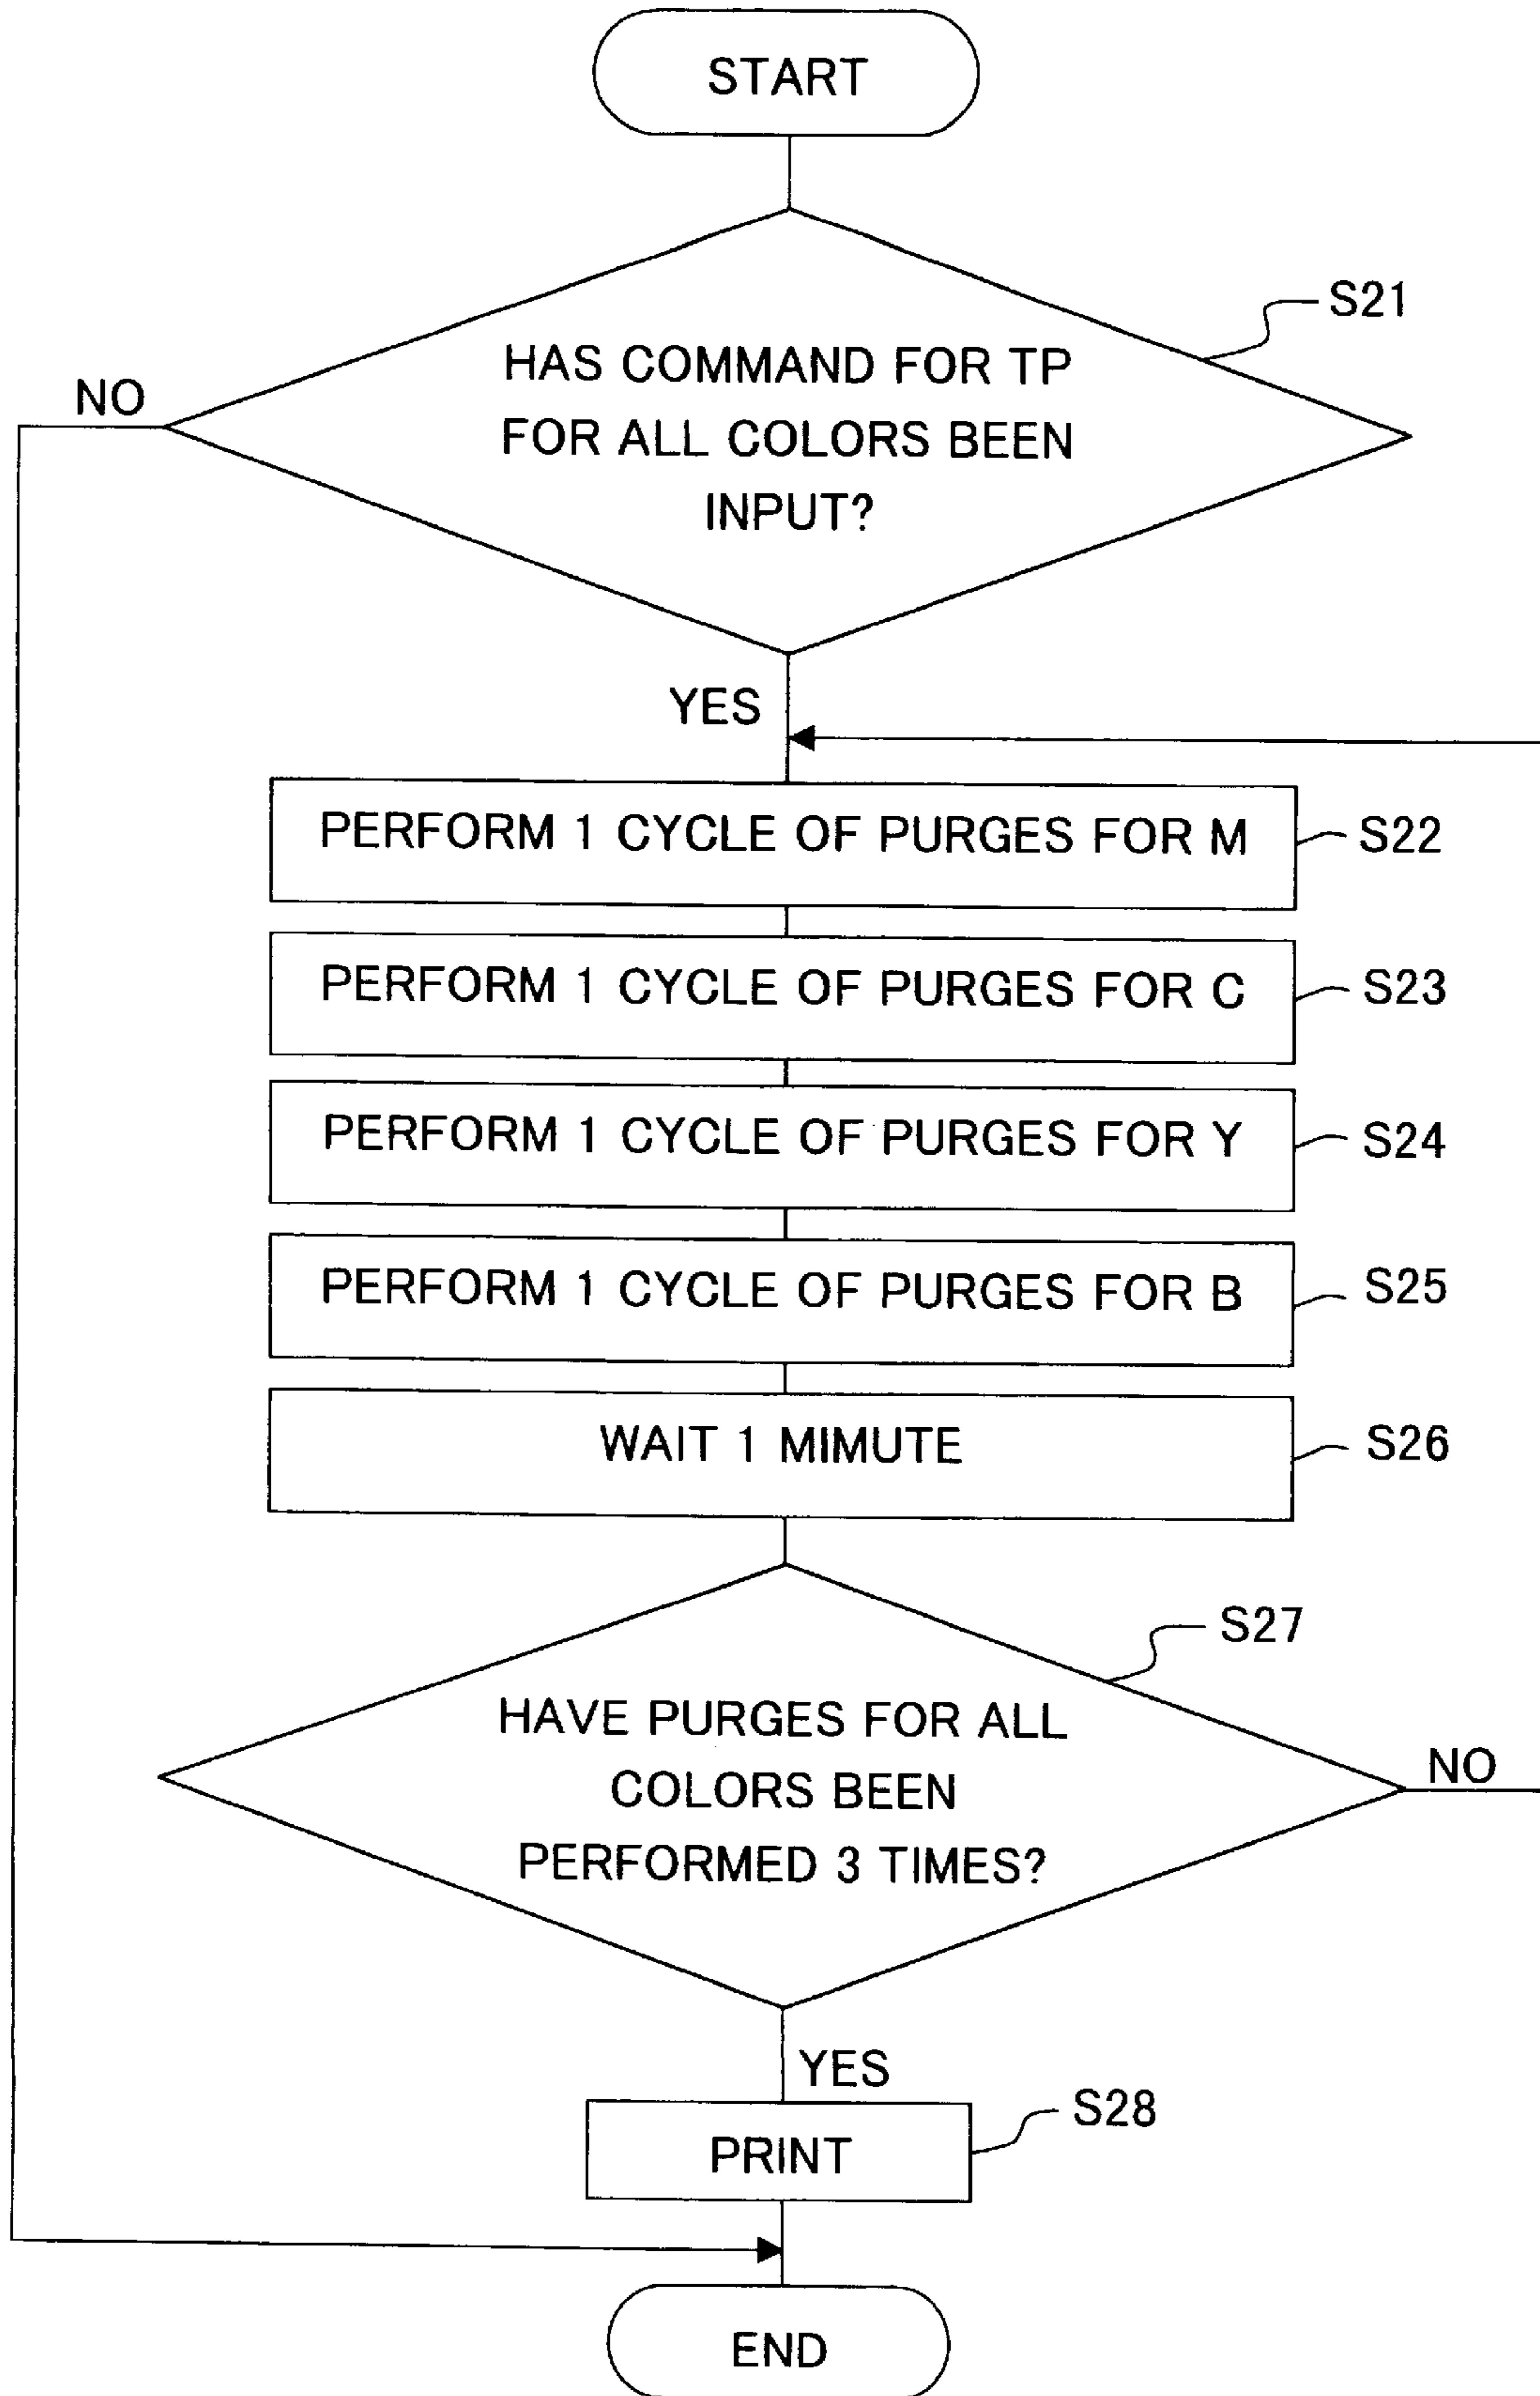 START
S21
HAS COMMAND FOR TP
FOR ALL COLORS BEEN
INPUT?
NO
YES
PERFORM 1 CYCLE OF PURGES FOR M
S22
PERFORM 1 CYCLE OF PURGES FOR C
S23
PERFORM 1 CYCLE OF PURGES FOR Y
S24
PERFORM 1 CYCLE OF PURGES FOR B
S25
WAIT 1 MIMUTE
S26
S27
HAVE PURGES FOR ALL
COLORS BEEN
PERFORMED 3 TIMES?
NO
YES
S28
PRINT
END